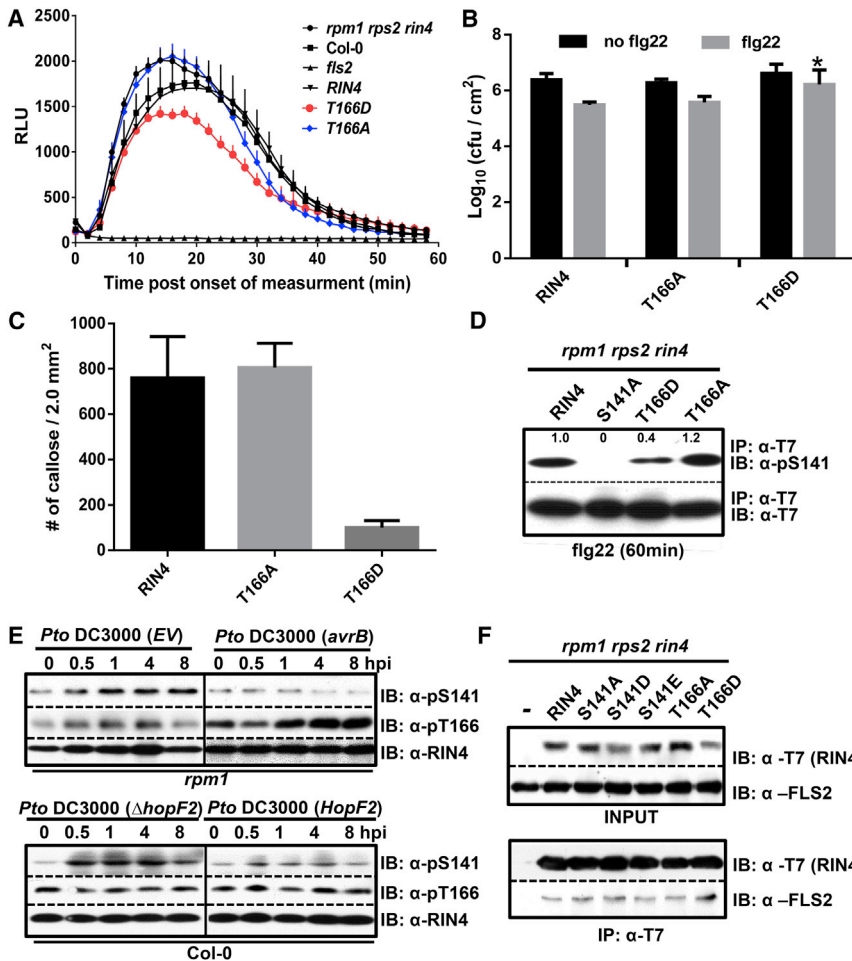 A
RLU
2500
2000
1500
1000
500
0
0 10 20 30 40 50 60
Time post onset of measurment (min)
rpm1 rps2 rin4
Col-0
fls2
RIN4
T166D
T166A
B
no flg22 flg22
*
Log10 (cfu / cm2)
8
6
4
2
0
RIN4 T166A T166D
C
# of callose / 2.0 mm2
1000
800
600
400
200
0
RIN4 T166A T166D
D
rpm1 rps2 rin4
RIN4 S141A T166D T166A
1.0 0 0.4 1.2
IP: α-T7
IB: α-pS141
IP: α-T7
IB: α-T7
flg22 (60min)
E
Pto DC3000 (EV) Pto DC3000 (avrB)
0 0.5 1 4 8 0 0.5 1 4 8 hpi
IB: α-pS141
IB: α-pT166
IB: α-RIN4
rpm1
Pto DC3000 (ΔhopF2) Pto DC3000 (HopF2)
0 0.5 1 4 8 0 0.5 1 4 8 hpi
IB: α-pS141
IB: α-pT166
IB: α-RIN4
Col-0
F
rpm1 rps2 rin4
- RIN4 S141A S141D S141E T166A T166D
IB: α -T7 (RIN4
IB: α –FLS2
INPUT
IB: α -T7 (RIN4
IB: α –FLS2
IP: α-T7